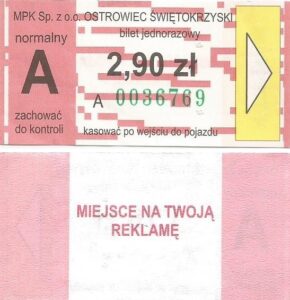 MPK Sp. z o.o. OSTROWIEC ŚWIĘTOKRZYSKI
normalny
bilet jednorazowy
A
2,90 zł
A 0036769
zachować
do kontroli
kasować po wejściu do pojazdu
MIEJSCE NA TWOJĄ
REKLAMĘ